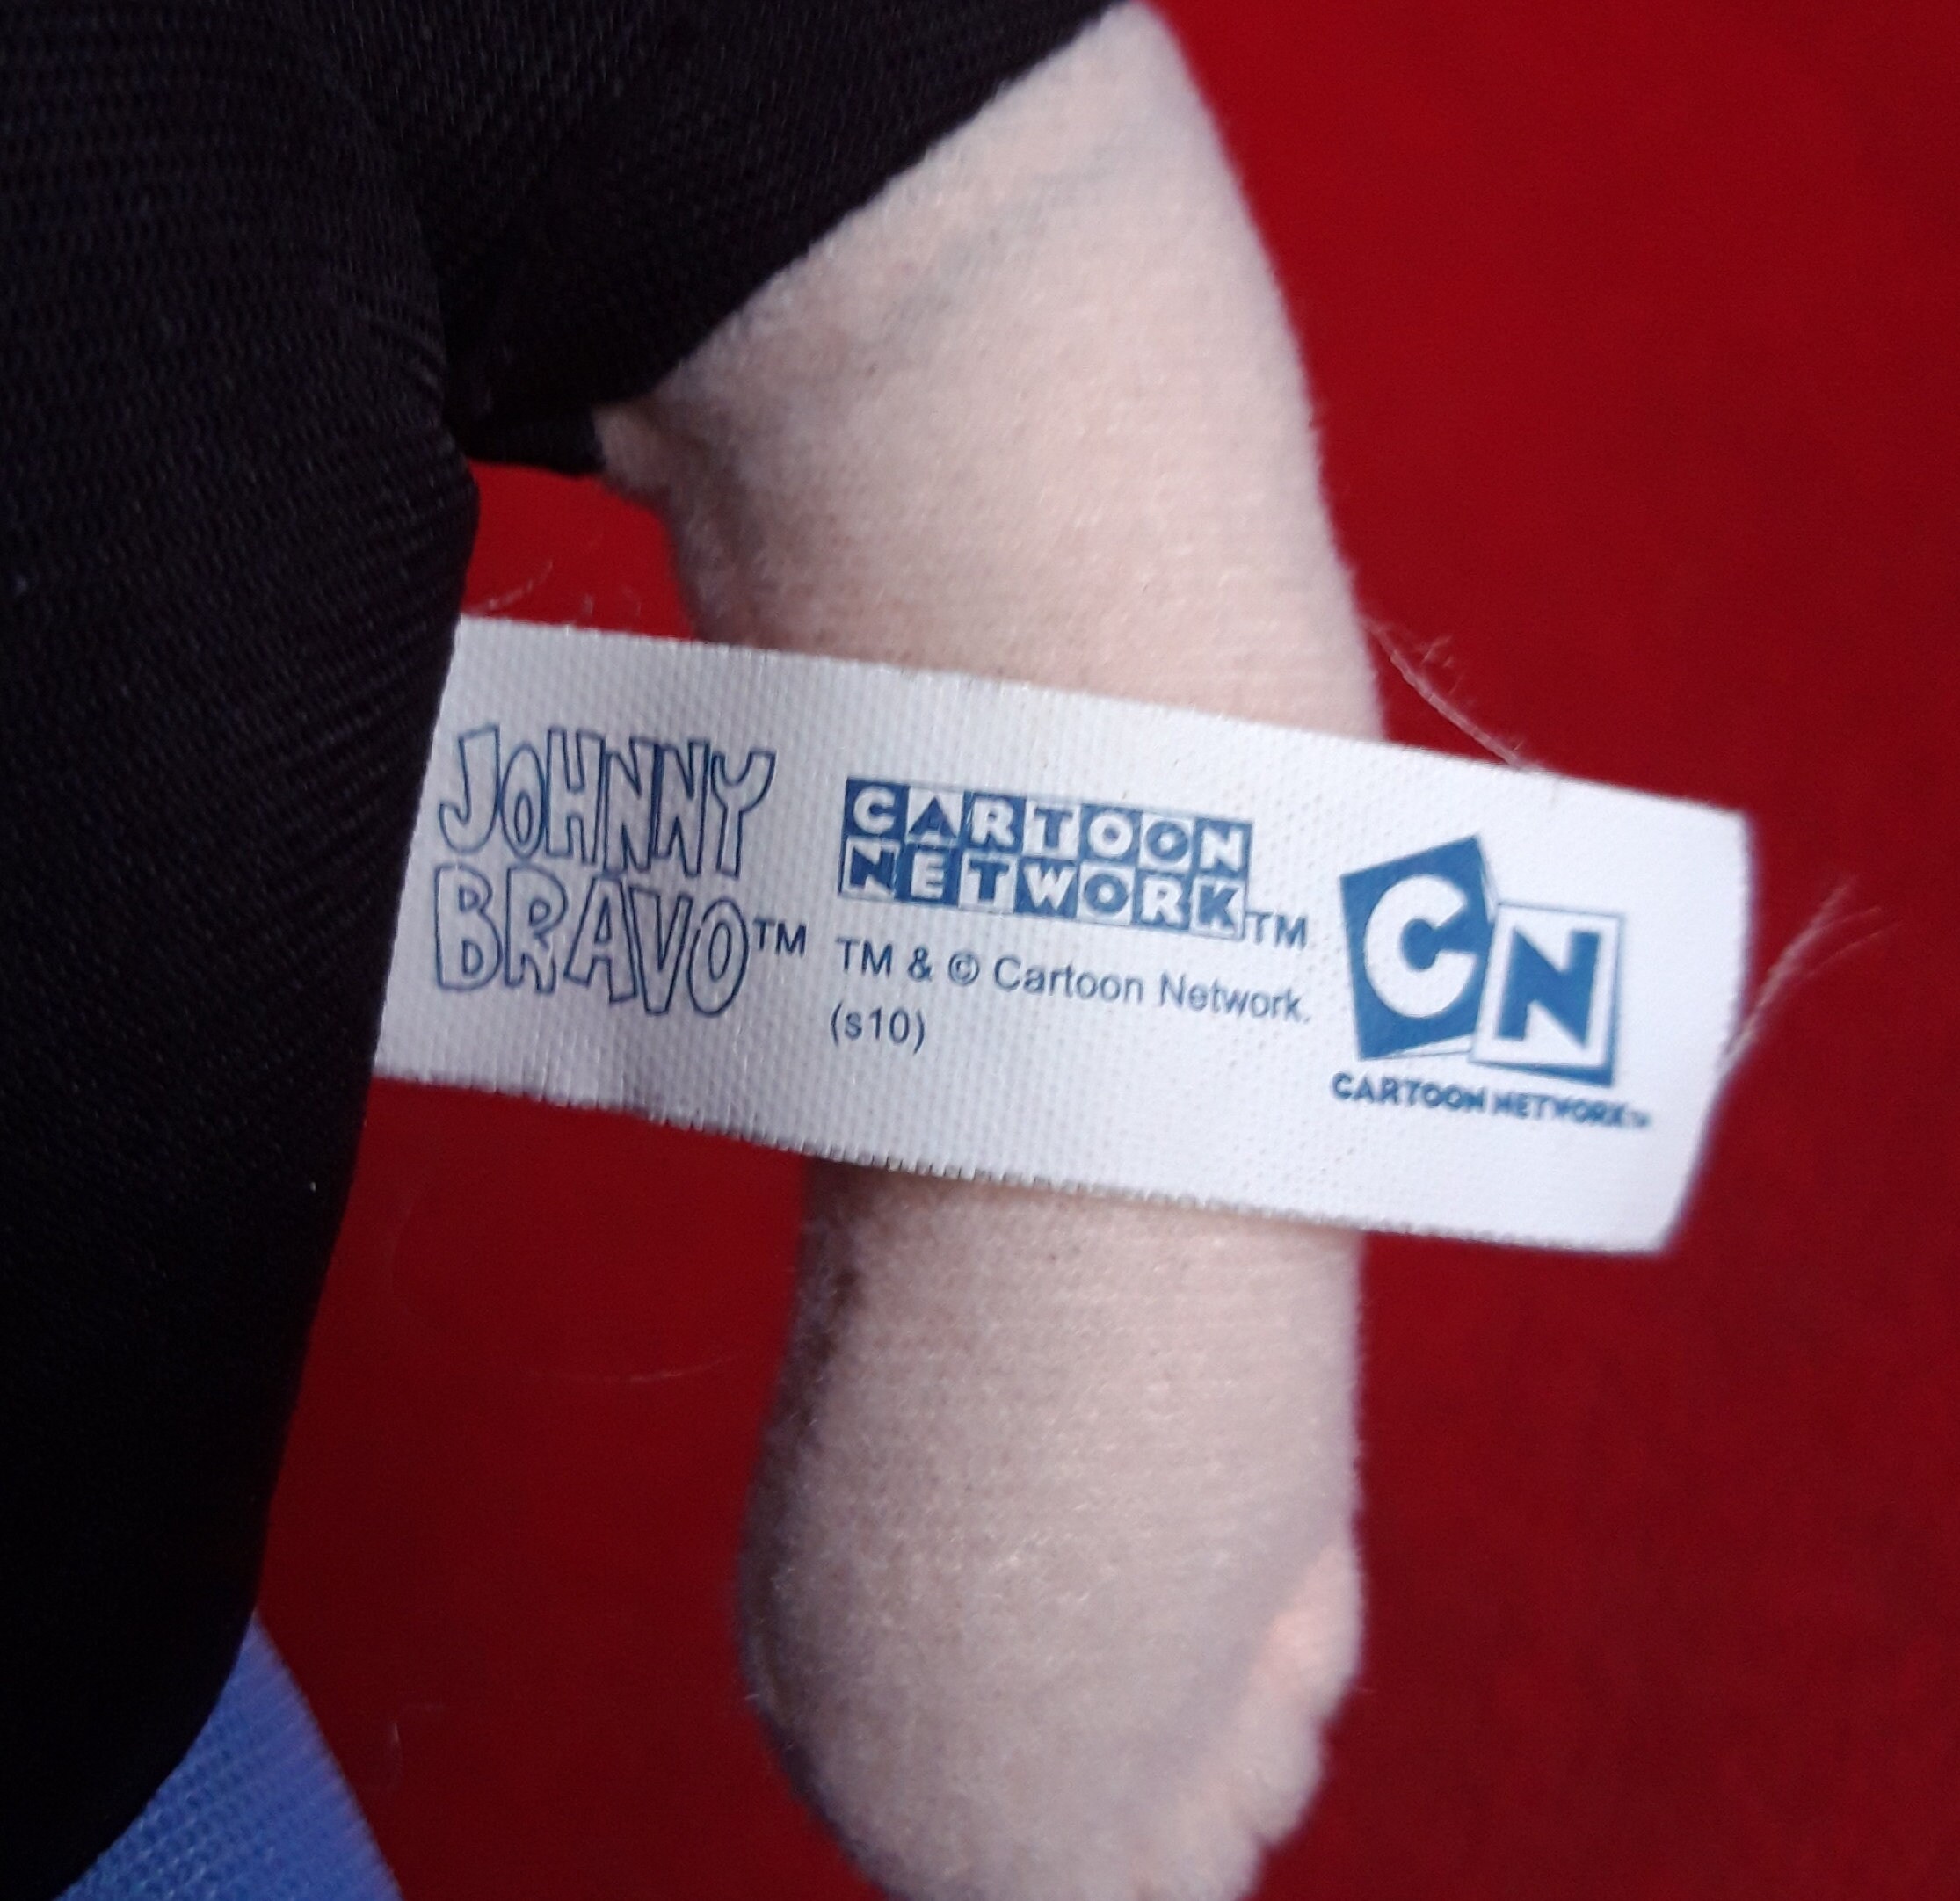 JOHNNY
BRAVO™
CARTOON
NETWORK™
TM & © Cartoon Network.
(s10)
CN
CARTOON NETWORK™